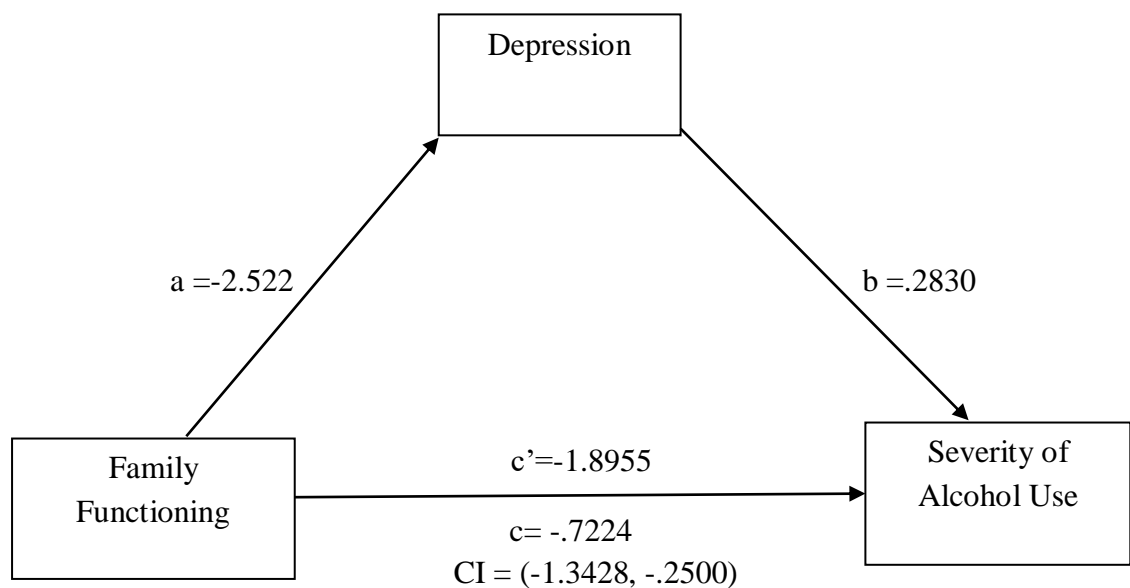 Depression
a =-2.522
b =.2830
Family
Functioning
c’=-1.8955
Severity of
Alcohol Use
c= -.7224
CI = (-1.3428, -.2500)